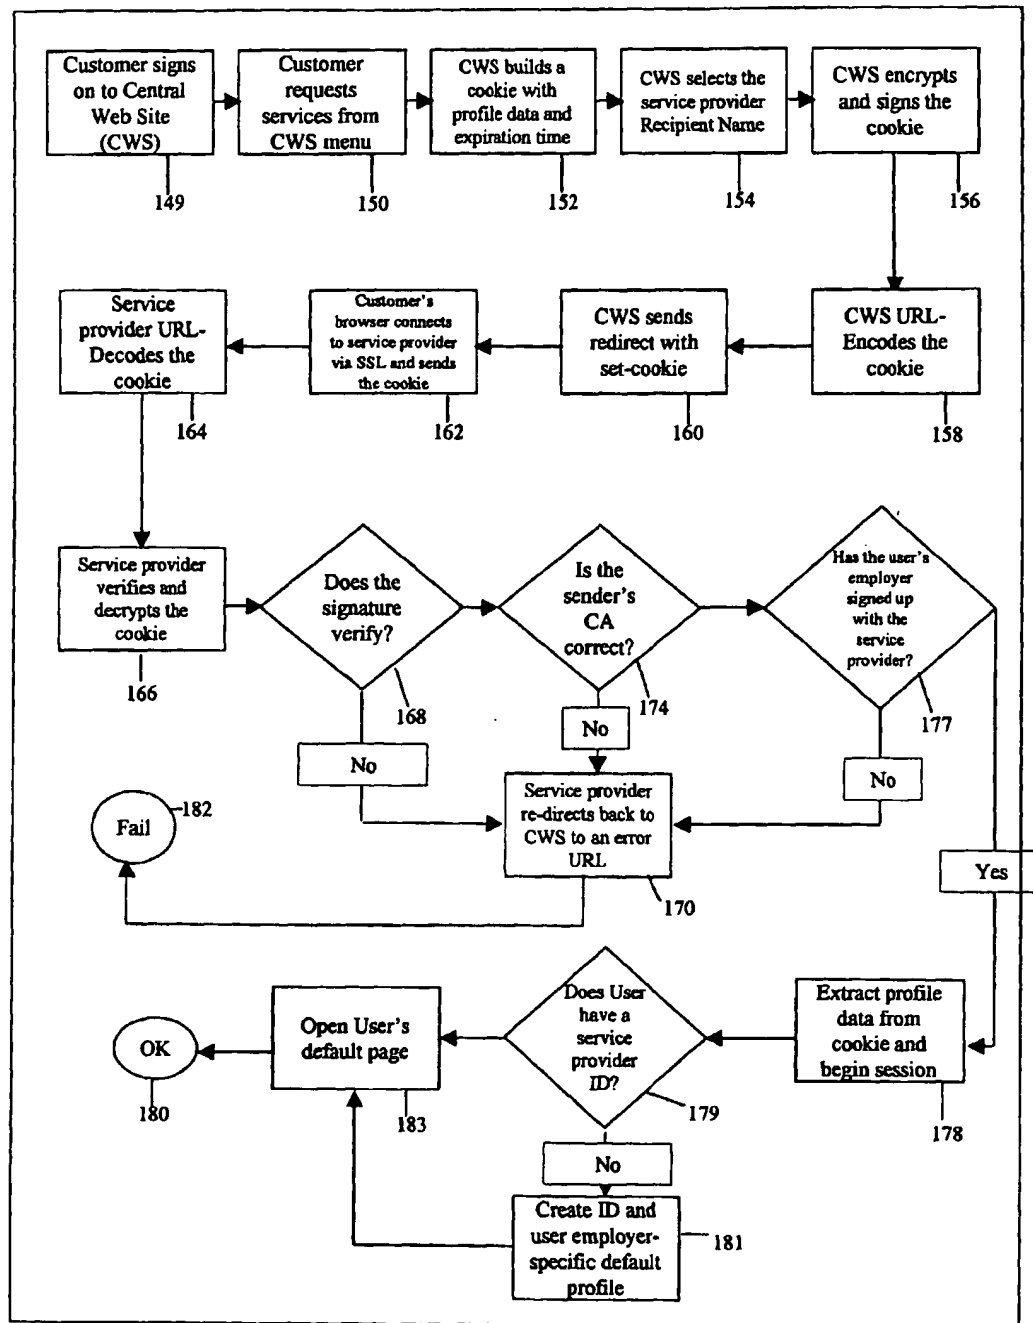 Customer signs
on to Central
Web Site
(CWS)
149
Customer
requests
services from
CWS menu
150
CWS builds a
cookie with
profile data and
expiration time
152
CWS selects the
service provider
Recipient Name
154
CWS encrypts
and signs the
cookie
156
Service
provider URL-
Decodes the
cookie
164
Customer's
browser connects
to service provider
via SSL and sends
the cookie
162
CWS sends
redirect with
set-cookie
160
CWS URL-
Encodes the
cookie
158
Service provider
verifies and
decrypts the
cookie
166
Does the
signature
verify?
168
No
Is the
sender's
CA
correct?
174
No
Has the user's
employer
signed up
with the
service
provider?
177
No
Yes
Service provider
re-directs back to
CWS to an error
URL
170
Fail
182
OK
180
Open User's
default page
183
Does User
have a
service
provider
ID?
179
No
Extract profile
data from
cookie and
begin session
178
Create ID and
user employer-
specific default
profile
181